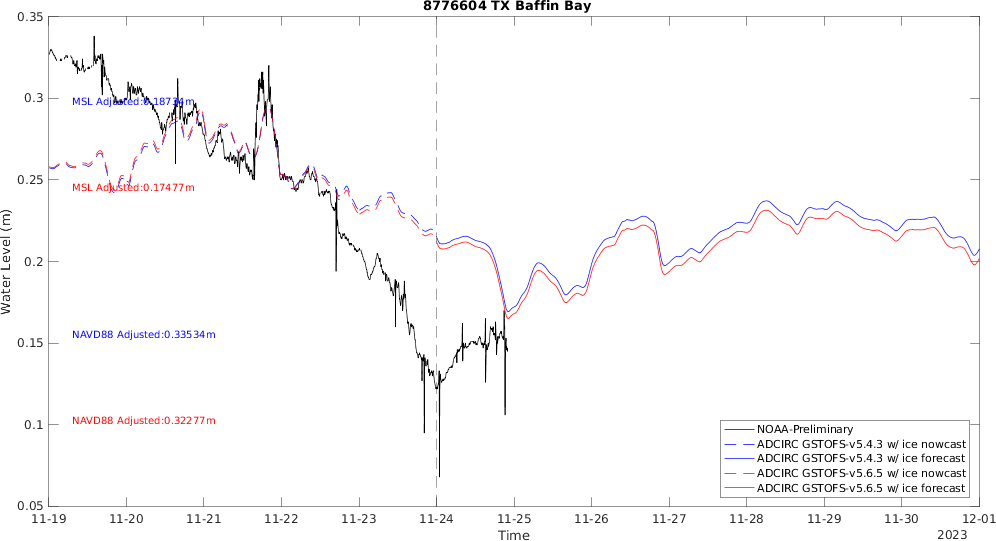 8776604 TX Baffin Bay
0.35
0.3
0.25
0.2
0.15
0.1
0.05
Water Level (m)
MSL Adjusted:0.18734m
MSL Adjusted:0.17477m
NAVD88 Adjusted:0.33534m
NAVD88 Adjusted:0.32277m
NOAA-Preliminary
ADCIRC GSTOFS-v5.4.3 w/ ice nowcast
ADCIRC GSTOFS-v5.4.3 w/ ice forecast
ADCIRC GSTOFS-v5.6.5 w/ ice nowcast
ADCIRC GSTOFS-v5.6.5 w/ ice forecast
11-19 11-20 11-21 11-22 11-23 11-24 11-25 11-26 11-27 11-28 11-29 11-30 12-01
Time
2023